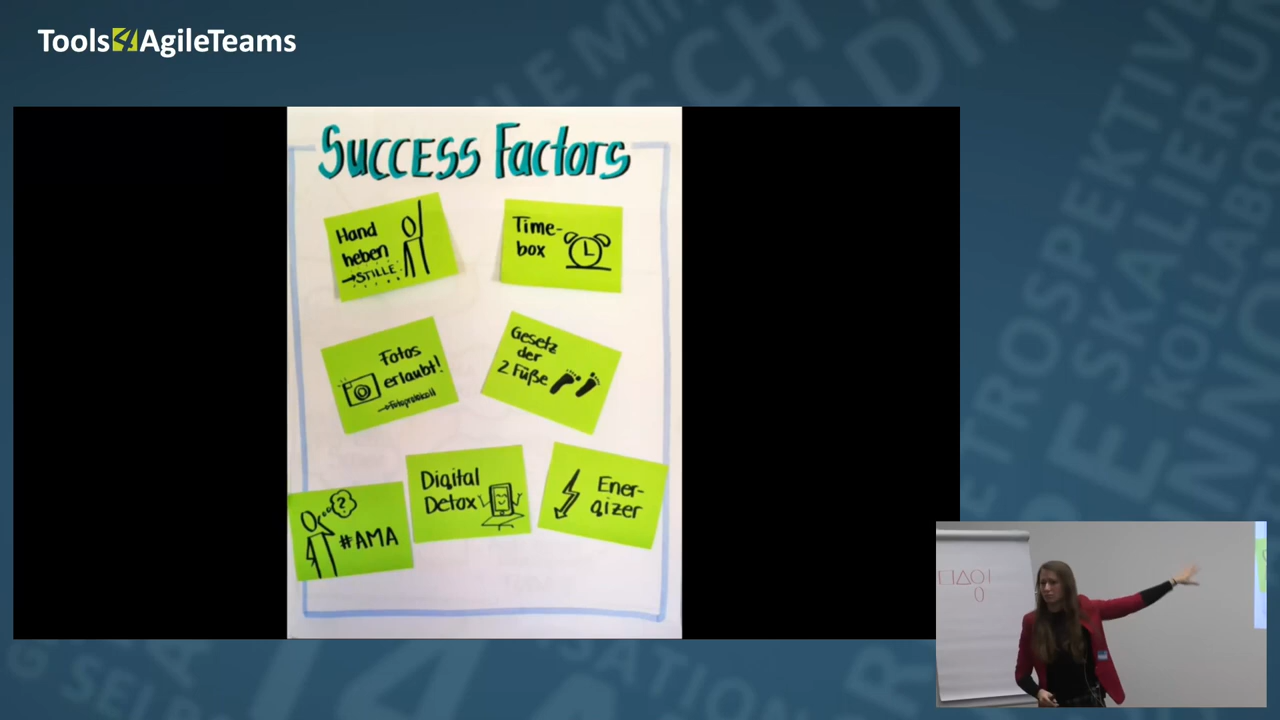 Tools4AgileTeams
Success Factors
Hand
heben
→STILLE
Time-
box
Fotos
erlaubt!
→Fotoprotokoll
Gesetz
der
2 Füße
?
#AMA
Digital
Detox
Ener-
gizer